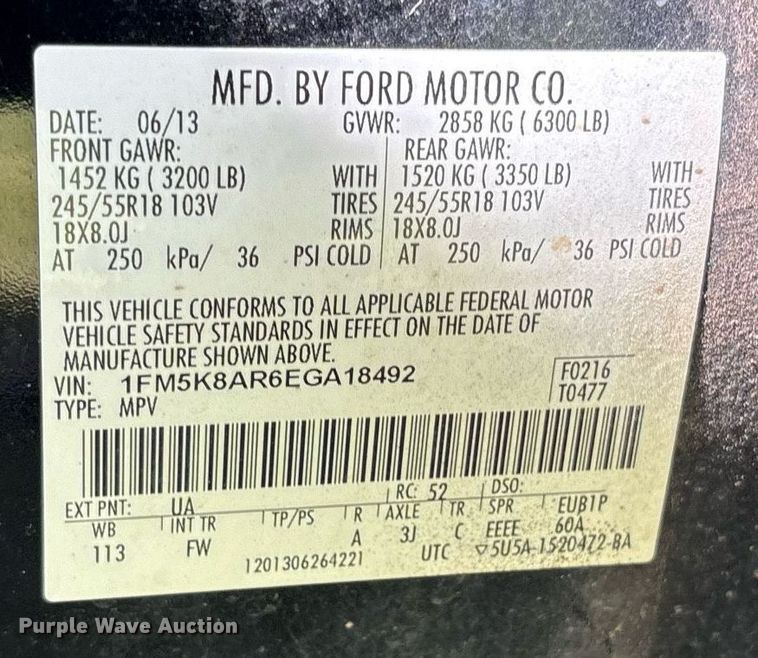 MFD. BY FORD MOTOR CO.
DATE: 06/13 GVWR: 2858 KG ( 6300 LB)
FRONT GAWR: REAR GAWR:
1452 KG ( 3200 LB) WITH 1520 KG ( 3350 LB) WITH
245/55R18 103V TIRES 245/55R18 103V TIRES
18X8.0J RIMS 18X8.0J RIMS
AT 250 kPa/ 36 PSI COLD AT 250 kPa/ 36 PSI COLD
THIS VEHICLE CONFORMS TO ALL APPLICABLE FEDERAL MOTOR
VEHICLE SAFETY STANDARDS IN EFFECT ON THE DATE OF
MANUFACTURE SHOWN ABOVE.
VIN: 1FM5K8AR6EGA18492 F0216
TYPE: MPV T0477
EXT PNT: UA RC: 52 DSO:
WB INT TR TP/PS R AXLE TR SPR EUB1P
113 FW A 3J C EEEE 60A
1201306264221 UTC ▽5U5A-1520472-BA
Purple Wave Auction